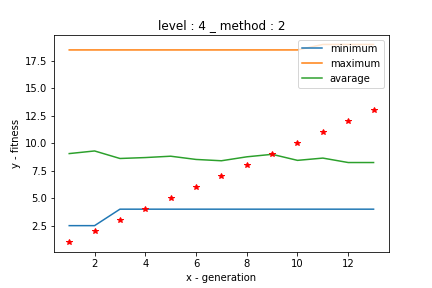 level : 4 _ method : 2
minimum
maximum
avarage
17.5
15.0
12.5
10.0
7.5
5.0
2.5
y - fitness
2 4 6 8 10 12
x - generation